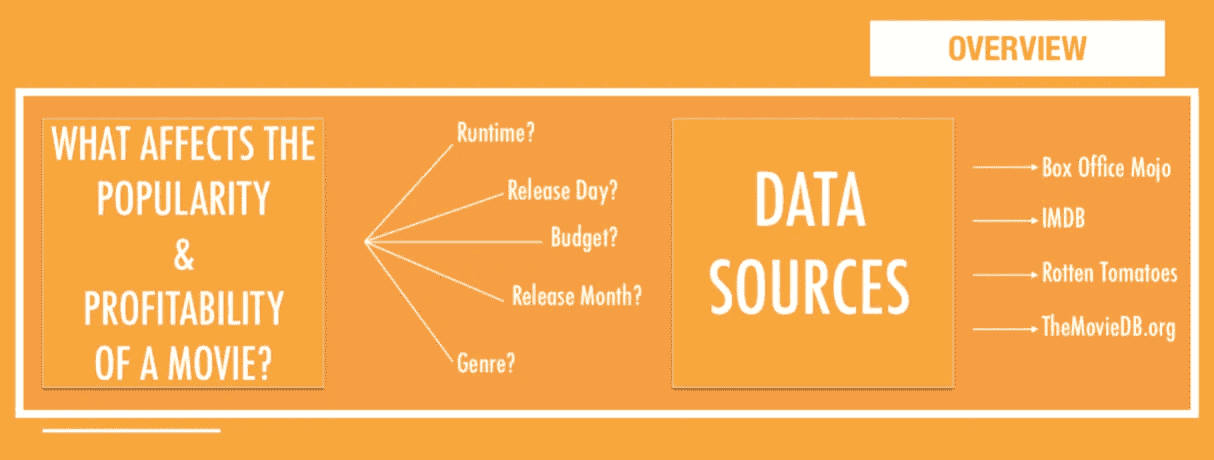 OVERVIEW
WHAT AFFECTS THE
POPULARITY
&
PROFITABILITY
OF A MOVIE?
Runtime?
Release Day?
Budget?
Release Month?
Genre?
DATA
SOURCES
Box Office Mojo
IMDB
Rotten Tomatoes
TheMovieDB.org